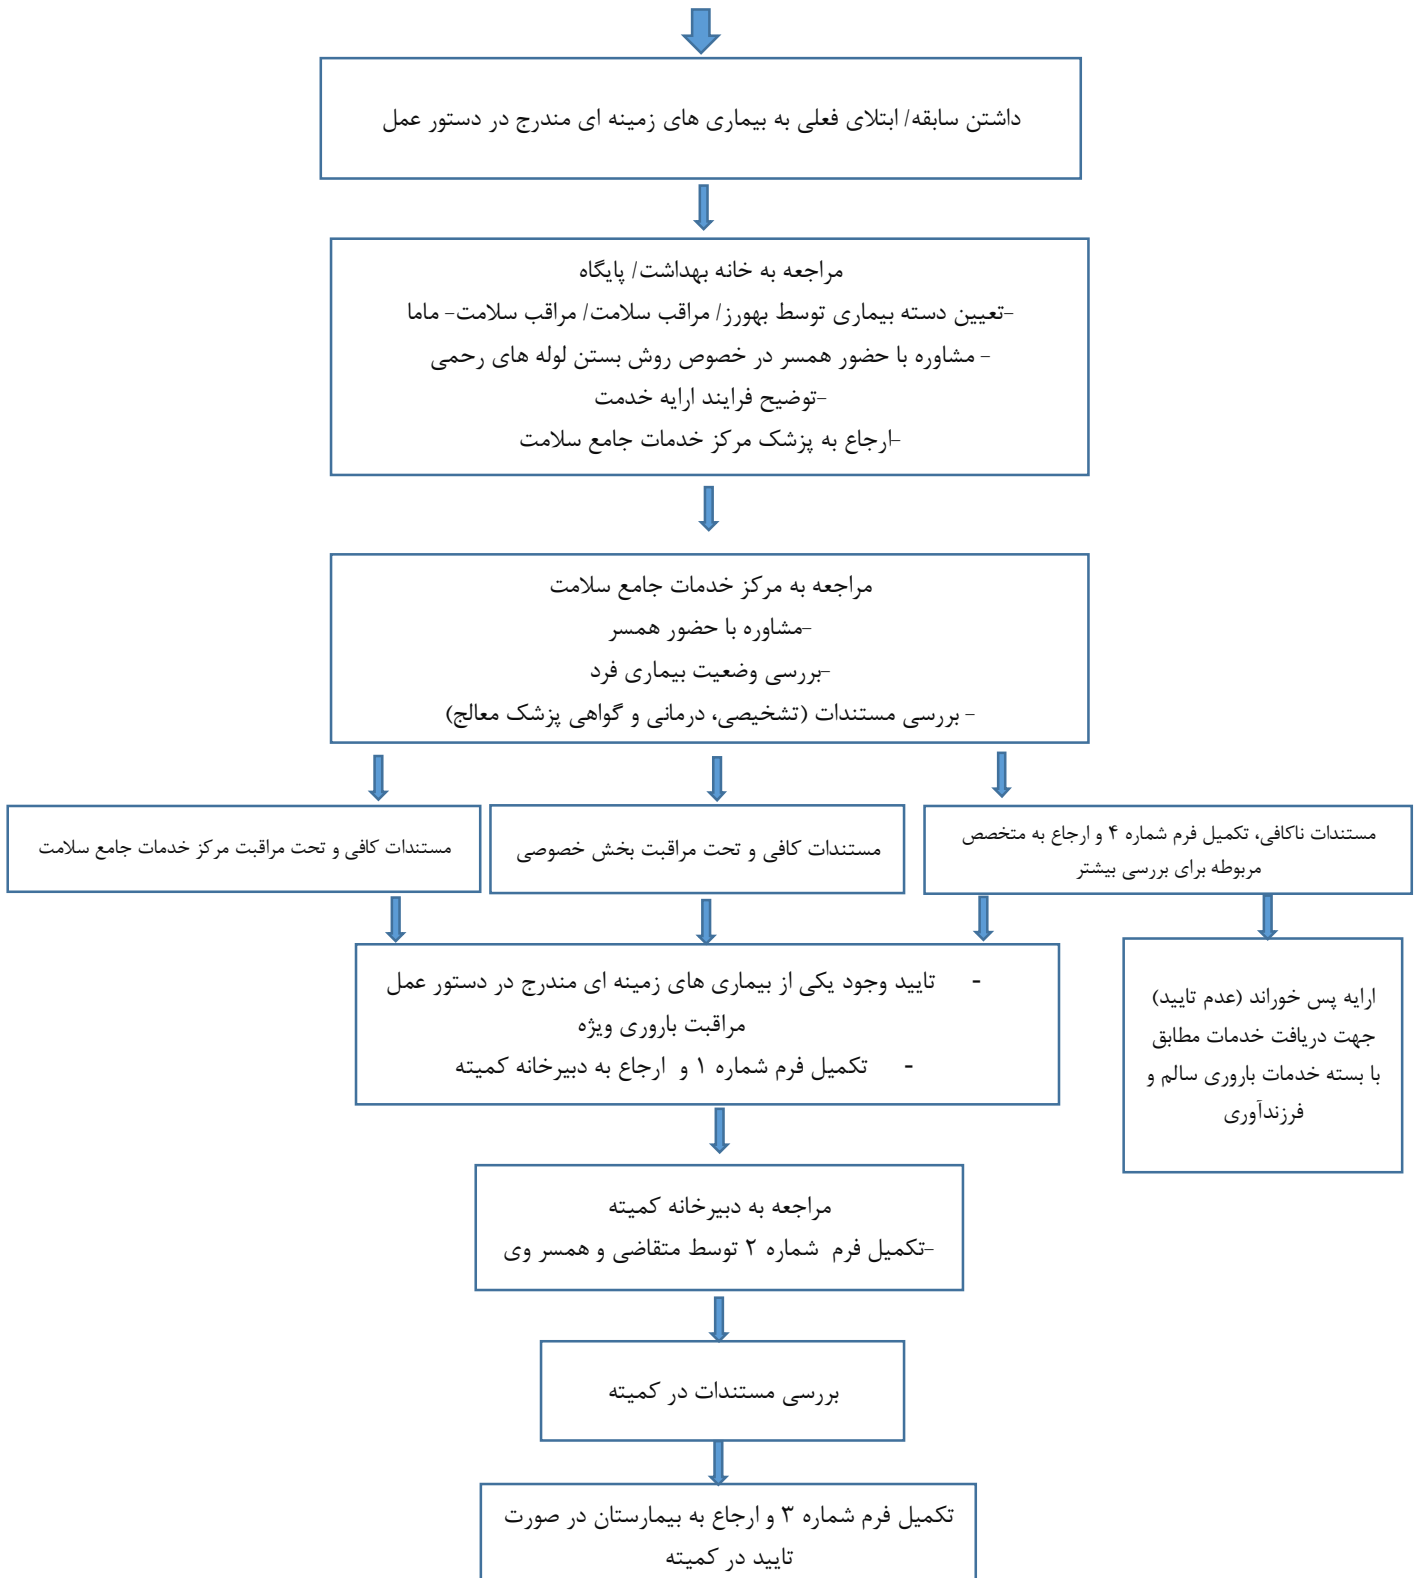 داشتن سابقه/ ابتلای فعلی به بیماری های زمینه ای مندرج در دستور عمل
مراجعه به خانه بهداشت/ پایگاه
-تعیین دسته بیماری توسط بهورز/ مراقب سلامت/ مراقب سلامت- ماما
- مشاوره با حضور همسر در خصوص روش بستن لوله های رحمی
-توضیح فرایند ارایه خدمت
-ارجاع به پزشک مرکز خدمات جامع سلامت
مراجعه به مرکز خدمات جامع سلامت
-مشاوره با حضور همسر
-بررسی وضعیت بیماری فرد
- بررسی مستندات (تشخیصی، درمانی و گواهی پزشک معالج)
مستندات ناکافی، تکمیل فرم شماره ۴ و ارجاع به متخصص
مربوطه برای بررسی بیشتر
مستندات کافی و تحت مراقبت بخش خصوصی
مستندات کافی و تحت مراقبت مرکز خدمات جامع سلامت
ارایه پس خوراند (عدم تایید)
جهت دریافت خدمات مطابق
با بسته خدمات باروری سالم و
فرزندآوری
- تایید وجود یکی از بیماری های زمینه ای مندرج در دستور عمل
مراقبت باروری ویژه
- تکمیل فرم شماره ۱ و ارجاع به دبیرخانه کمیته
مراجعه به دبیرخانه کمیته
-تکمیل فرم شماره ۲ توسط متقاضی و همسر وی
بررسی مستندات در کمیته
تکمیل فرم شماره ۳ و ارجاع به بیمارستان در صورت
تایید در کمیته